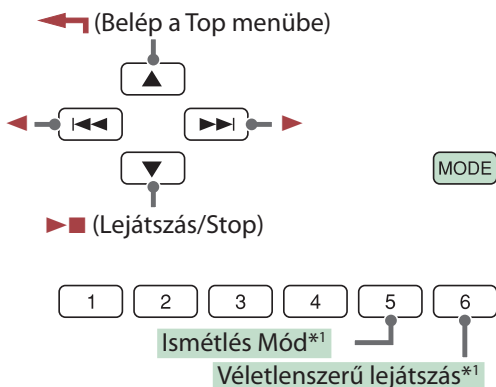 (Belép a Top menübe)
MODE
(Lejátszás/Stop)
1 2 3 4 5 6
Ismétlés Mód*1
Véletlenszerű lejátszás*1